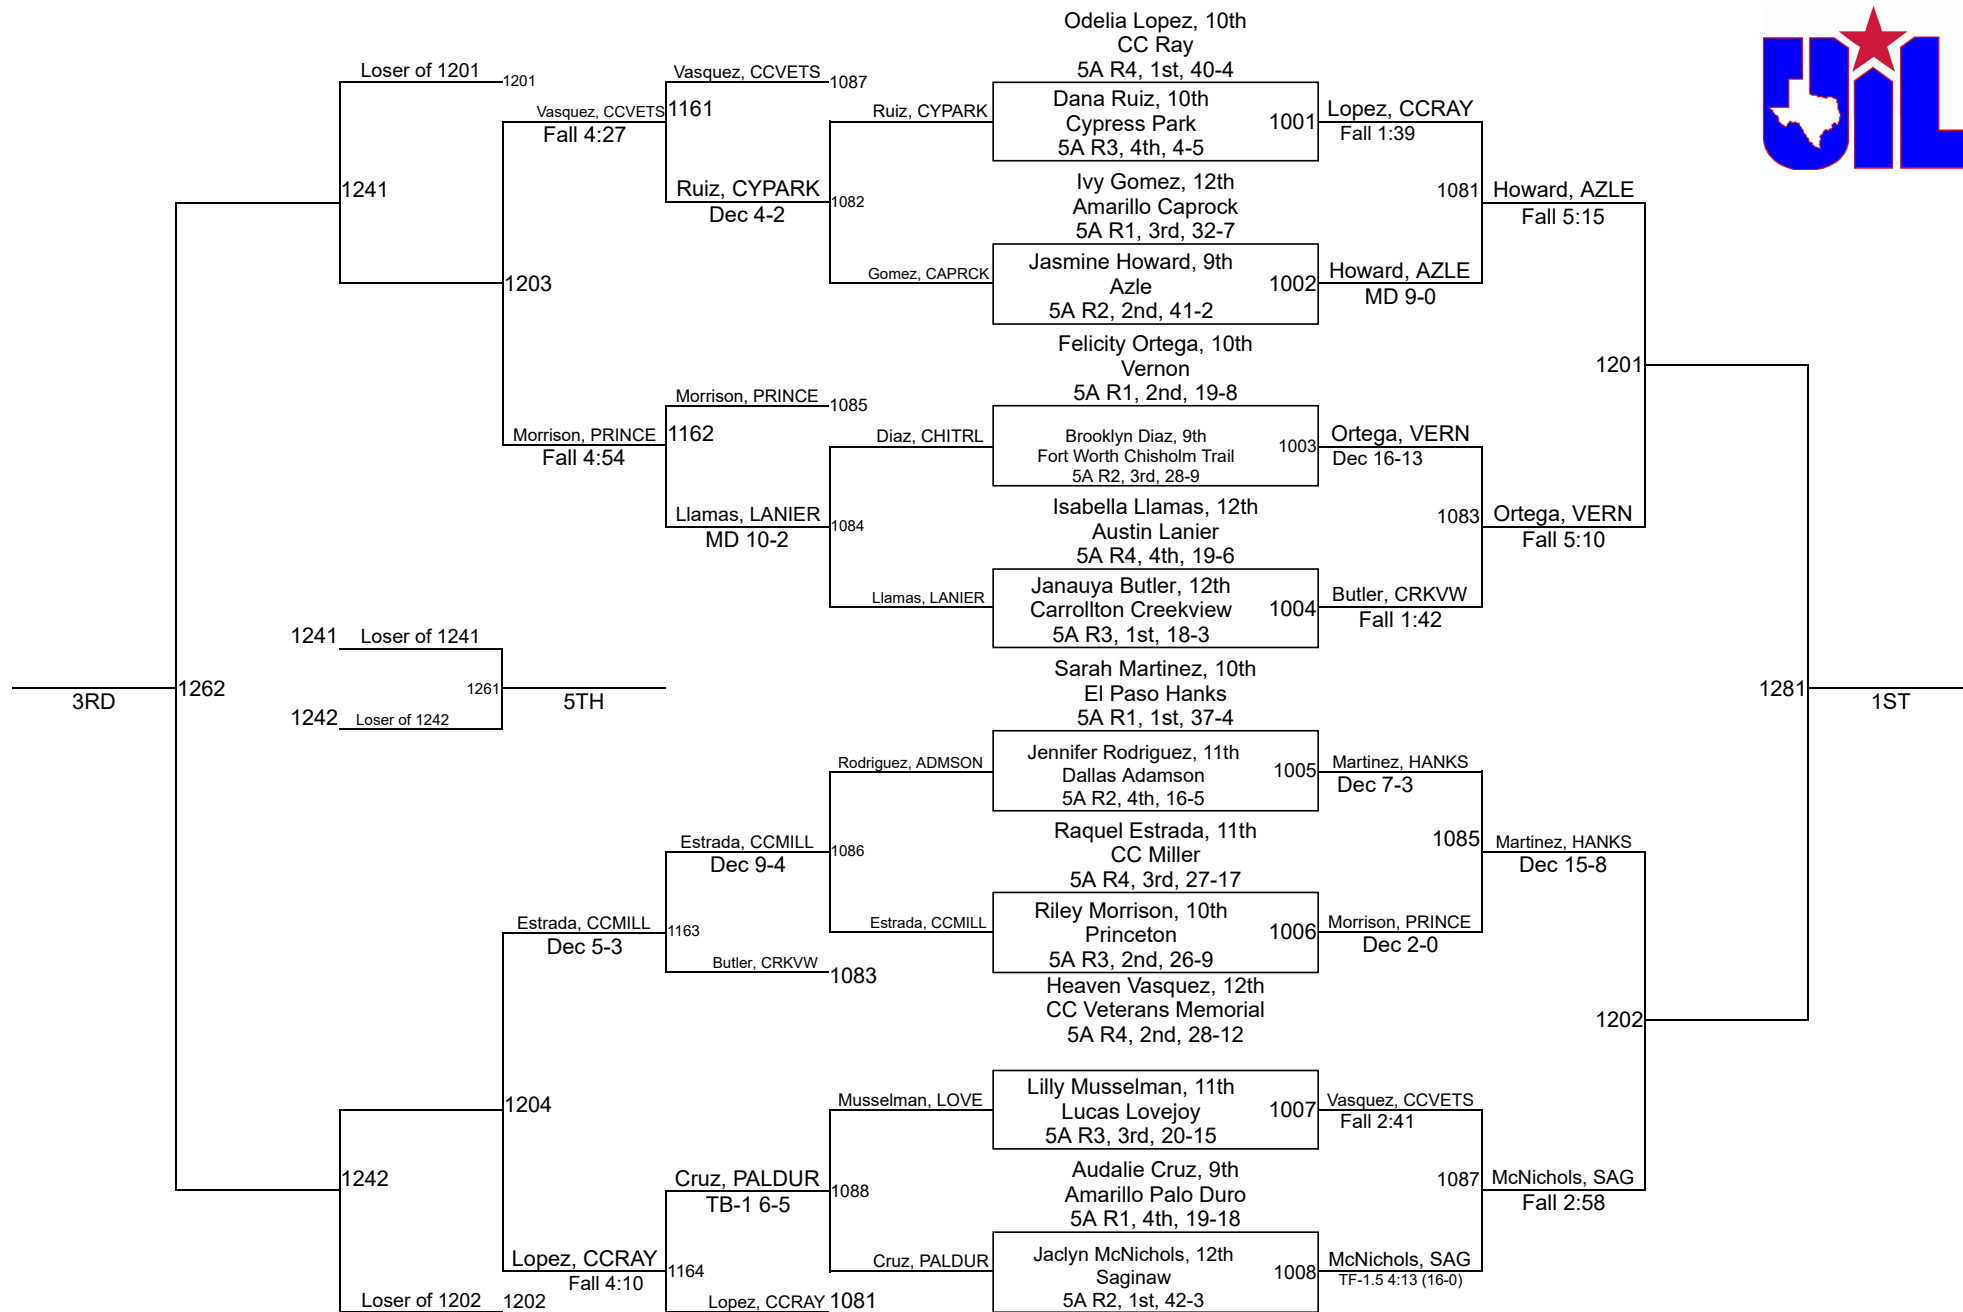 UIL
Odelia Lopez, 10th
CC Ray
5A R4, 1st, 40-4
Dana Ruiz, 10th
Cypress Park
5A R3, 4th, 4-5
1001
Ivy Gomez, 12th
Amarillo Caprock
5A R1, 3rd, 32-7
Jasmine Howard, 9th
Azle
5A R2, 2nd, 41-2
1002
Felicity Ortega, 10th
Vernon
5A R1, 2nd, 19-8
Brooklyn Diaz, 9th
Fort Worth Chisholm Trail
5A R2, 3rd, 28-9
1003
Isabella Llamas, 12th
Austin Lanier
5A R4, 4th, 19-6
Janauya Butler, 12th
Carrollton Creekview
5A R3, 1st, 18-3
1004
Sarah Martinez, 10th
El Paso Hanks
5A R1, 1st, 37-4
Jennifer Rodriguez, 11th
Dallas Adamson
5A R2, 4th, 16-5
1005
Raquel Estrada, 11th
CC Miller
5A R4, 3rd, 27-17
Riley Morrison, 10th
Princeton
5A R3, 2nd, 26-9
1006
Heaven Vasquez, 12th
CC Veterans Memorial
5A R4, 2nd, 28-12
Lilly Musselman, 11th
Lucas Lovejoy
5A R3, 3rd, 20-15
1007
Audalie Cruz, 9th
Amarillo Palo Duro
5A R1, 4th, 19-18
Jaclyn McNichols, 12th
Saginaw
5A R2, 1st, 42-3
1008
Lopez, CCRAY
Fall 1:39
1081
Howard, AZLE
MD 9-0
Ortega, VERN
Dec 16-13
1083
Butler, CRKVW
Fall 1:42
Martinez, HANKS
Dec 7-3
1085
Morrison, PRINCE
Dec 2-0
Vasquez, CCVETS
Fall 2:41
1087
McNichols, SAG
TF-1.5 4:13 (16-0)
Howard, AZLE
Fall 5:15
1201
Ortega, VERN
Fall 5:10
Martinez, HANKS
Dec 15-8
1202
McNichols, SAG
Fall 2:58
1281
1ST
Ruiz, CYPARK
1082
Gomez, CAPRCK
Diaz, CHITRL
1084
Llamas, LANIER
Rodriguez, ADMSON
1086
Estrada, CCMILL
Musselman, LOVE
1088
Cruz, PALDUR
Vasquez, CCVETS
1087
1161
Ruiz, CYPARK
Dec 4-2
Morrison, PRINCE
1085
1162
Llamas, LANIER
MD 10-2
Estrada, CCMILL
Dec 9-4
1163
Butler, CRKVW
1083
Cruz, PALDUR
TB-1 6-5
1164
Lopez, CCRAY
1081
Vasquez, CCVETS
Fall 4:27
1203
Morrison, PRINCE
Fall 4:54
Estrada, CCMILL
Dec 5-3
1204
Lopez, CCRAY
Fall 4:10
Loser of 1201
1201
1241
1242
Loser of 1202
1202
1241
Loser of 1241
1261
5TH
1242
Loser of 1242
1262
3RD